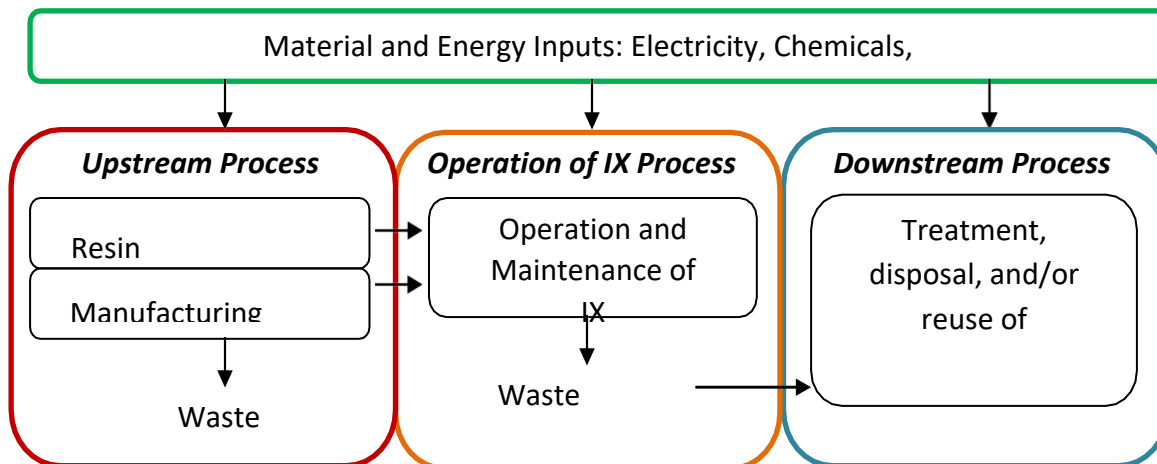 Material and Energy Inputs: Electricity, Chemicals,
Upstream Process
Resin
Manufacturing
Waste
Operation of IX Process
Operation and
Maintenance of
IX
Waste
Downstream Process
Treatment,
disposal, and/or
reuse of